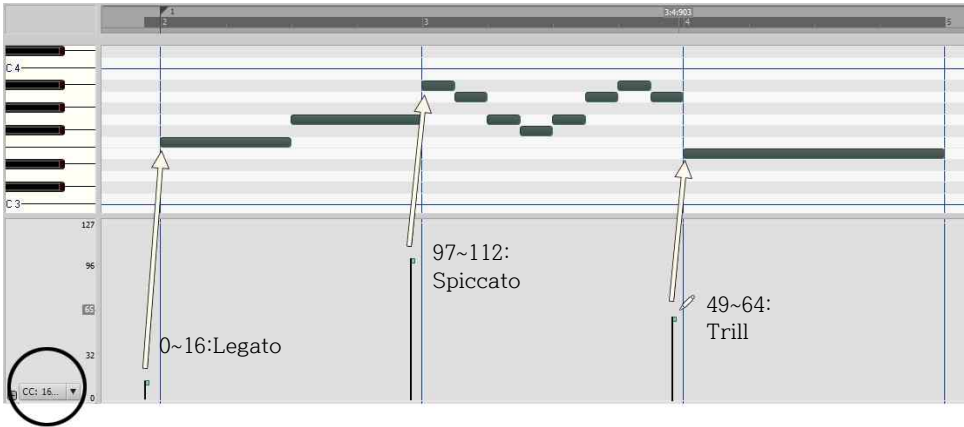 1
3:4:903
2
3
4
5
C 4
C 3
127
96
65
32
0
CC: 16...
0~16:Legato
97~112:
Spiccato
49~64:
Trill